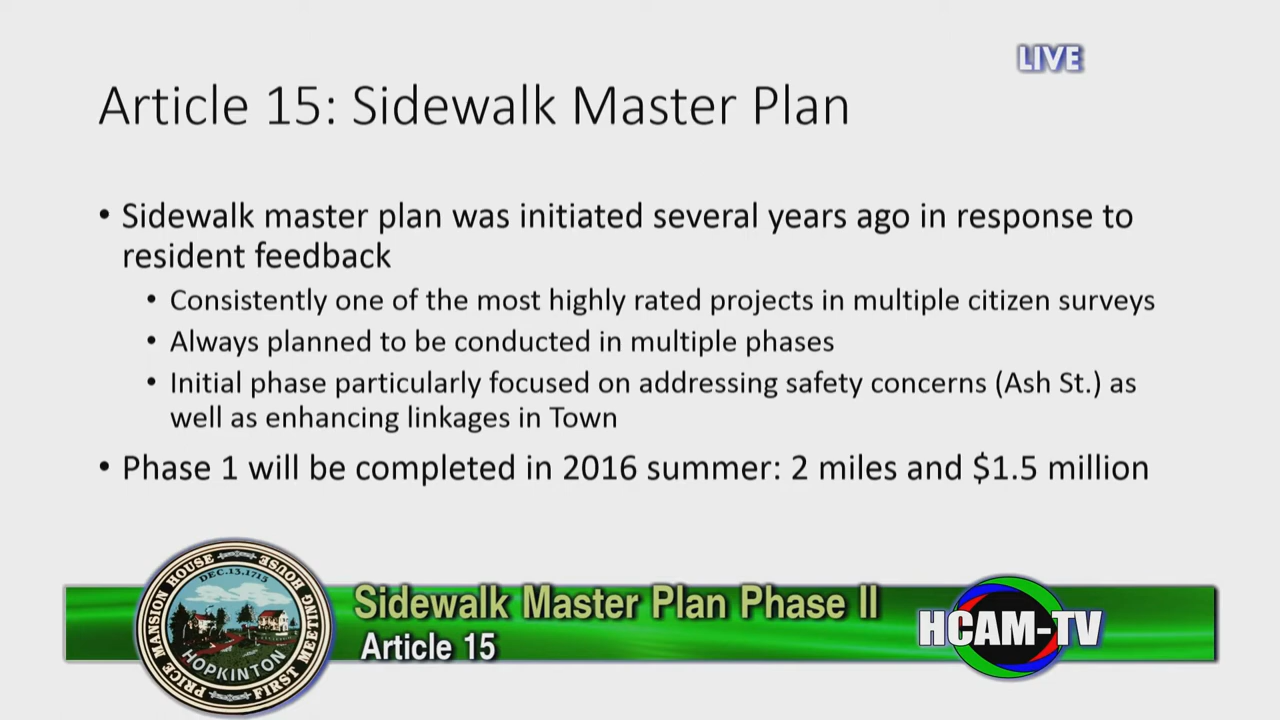 LIVE
Article 15: Sidewalk Master Plan
• Sidewalk master plan was initiated several years ago in response to
resident feedback
• Consistently one of the most highly rated projects in multiple citizen surveys
• Always planned to be conducted in multiple phases
• Initial phase particularly focused on addressing safety concerns (Ash St.) as
well as enhancing linkages in Town
• Phase 1 will be completed in 2016 summer: 2 miles and $1.5 million
PRICE MANSION HOUSE
HOUSE
FIRST MEETING
DEC.13.1715
HOPKINTON
Sidewalk Master Plan Phase II
Article 15
HCAM-TV